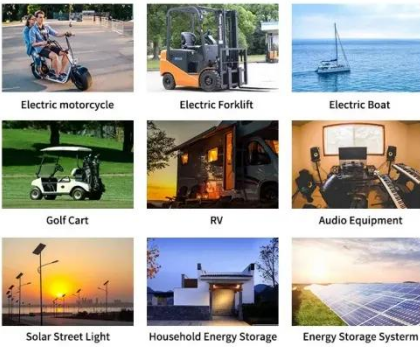 Electric motorcycle
Electric Forklift
Electric Boat
Golf Cart
RV
Audio Equipment
Solar Street Light
Household Energy Storage
Energy Storage Systerm